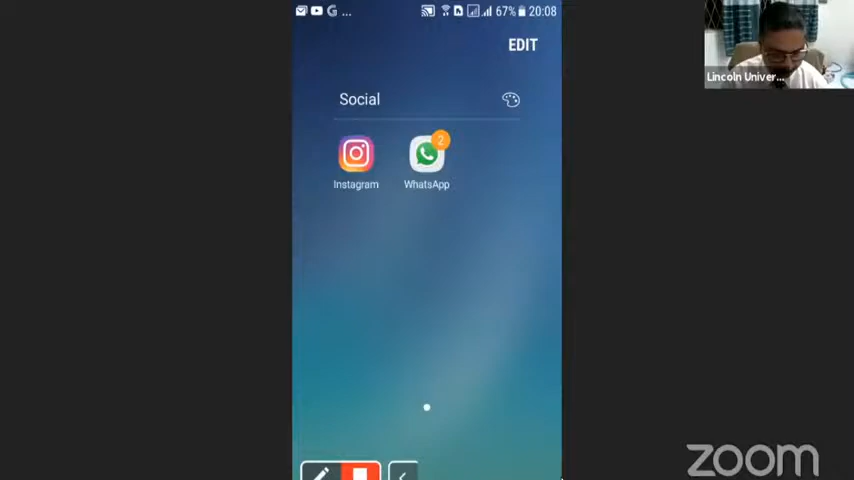 G ... 67% 20:08
EDIT
Social
2
Instagram WhatsApp
Lincoln Univer...
zoom